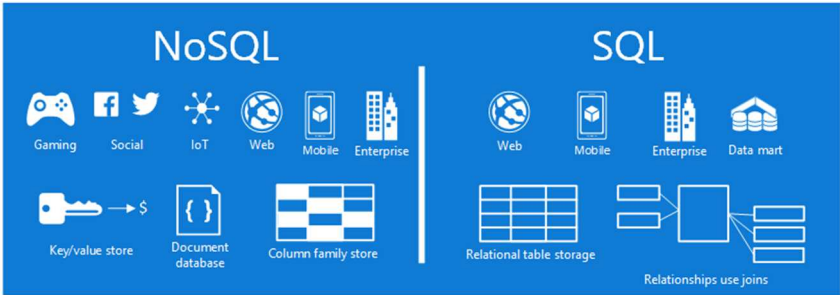 NoSQL
Gaming
Social
IoT
Web
Mobile
Enterprise
$
{ }
Key/value store
Document
database
Column family store
SQL
Web
Mobile
Enterprise
Data mart
Relational table storage
Relationships use joins